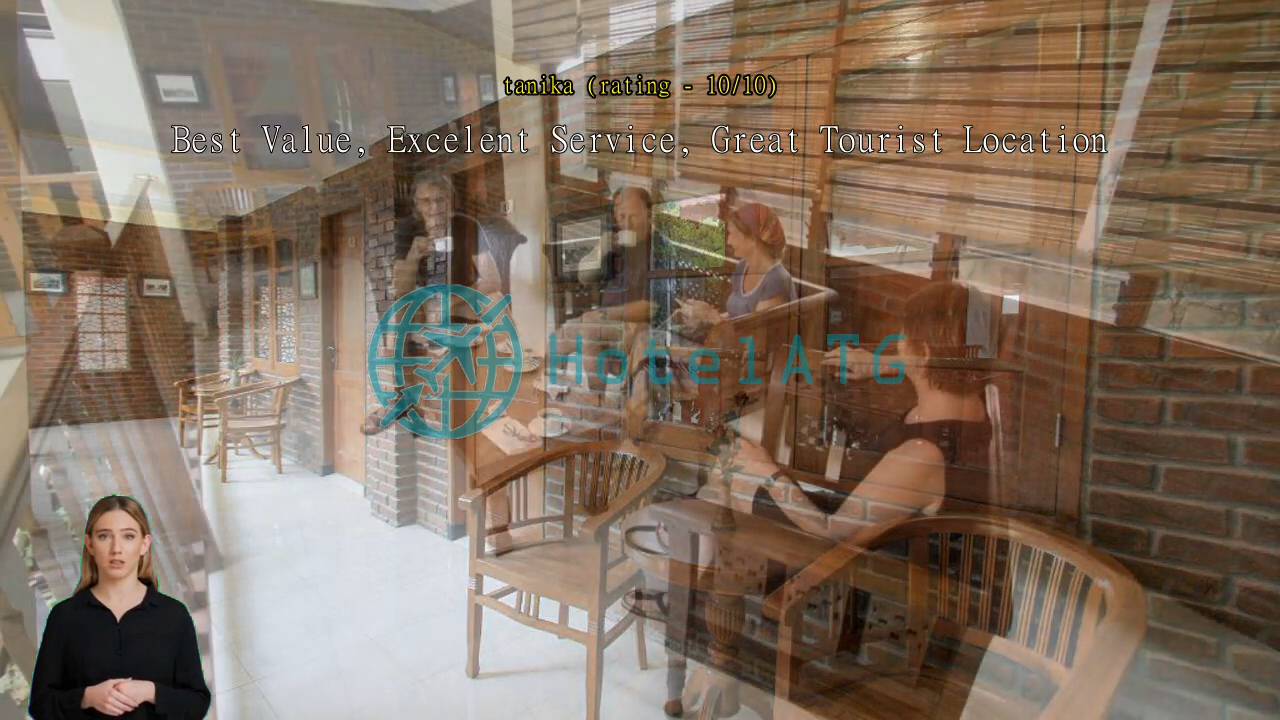 tanika (rating - 10/10)
Best Value, Excelent Service, Great Tourist Location
HotelATG